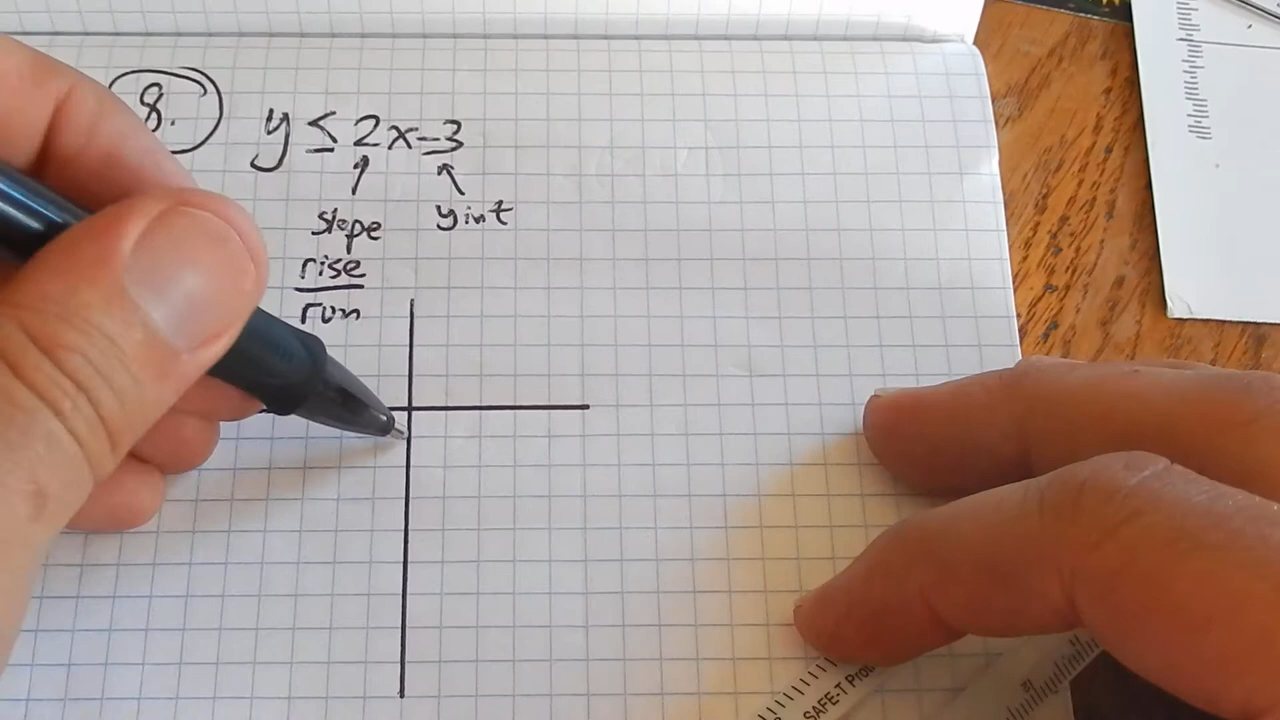 8. y ≤ 2x-3
slope y int
rise
run
SAFE-T